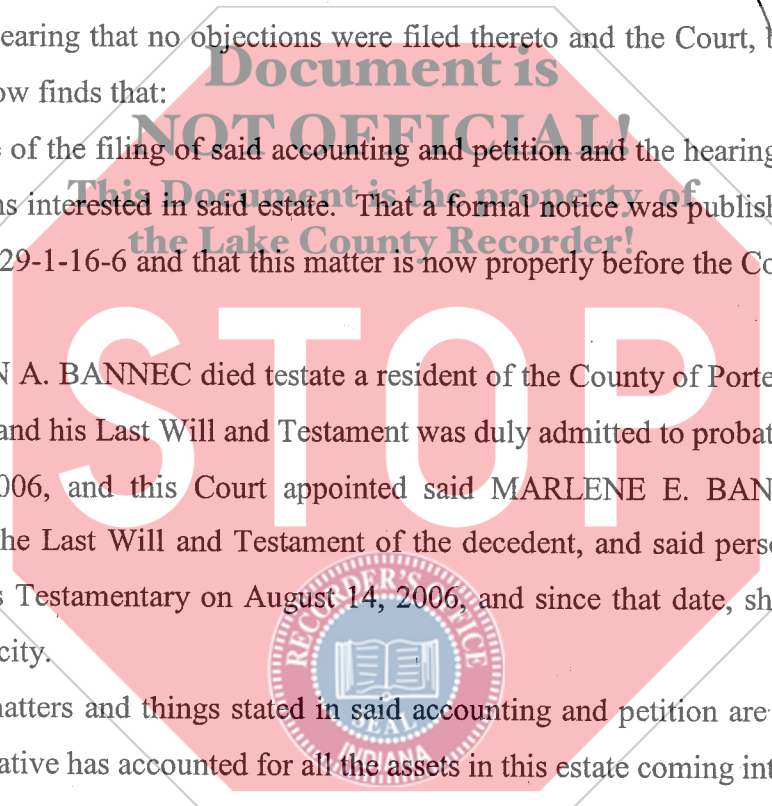 earing that no objections were filed thereto and the Court,
Document is
ow finds that:
NOT OFFICIAL!
of the filing of said accounting and petition and the hearing
This Document is the property of
ns interested in said estate. That a formal notice was publish
the Lake County Recorder!
29-1-16-6 and that this matter is now properly before the Co
STOP
N A. BANNEC died testate a resident of the County of Porte
and his Last Will and Testament was duly admitted to probat
006, and this Court appointed said MARLENE E. BAN
he Last Will and Testament of the decedent, and said perso
s Testamentary on August 14, 2006, and since that date, sh
RECORDER'S OFFICE
city.
natters and things stated in said accounting and petition are
SEAL
ative has accounted for all the assets in this estate coming int
INDIANA